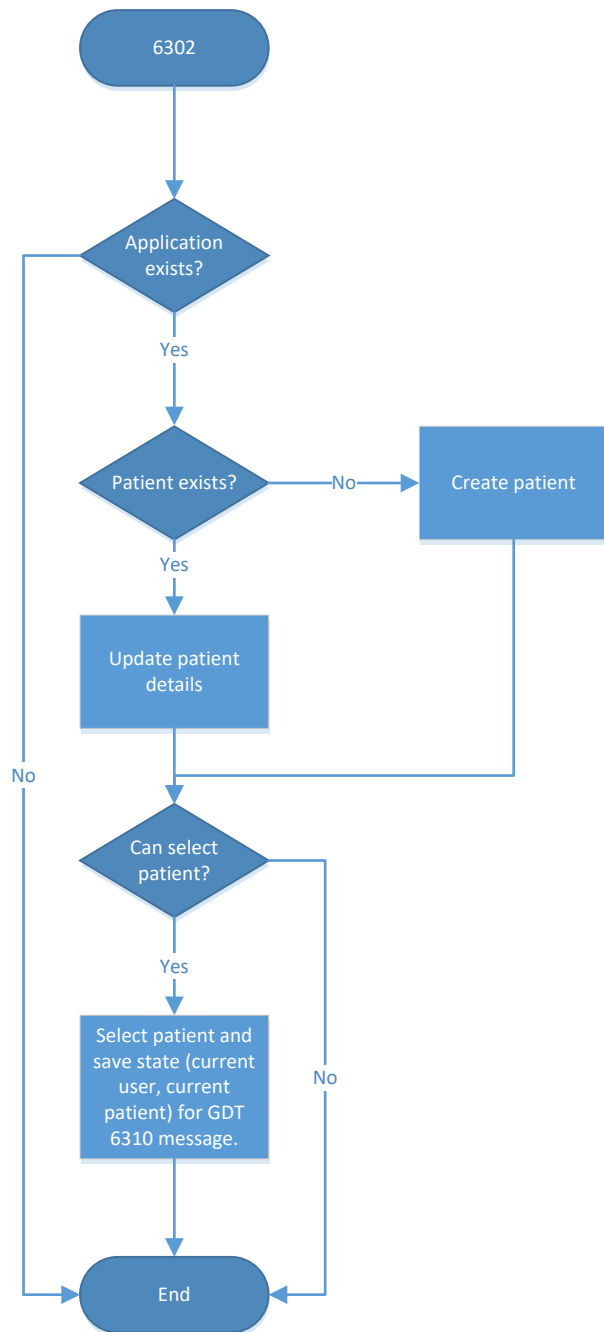 6302
Application
exists?
Yes
Patient exists?
No
Create patient
Yes
Update patient
details
No
Can select
patient?
Yes
Select patient and
save state (current
user, current
patient) for GDT
6310 message.
No
End